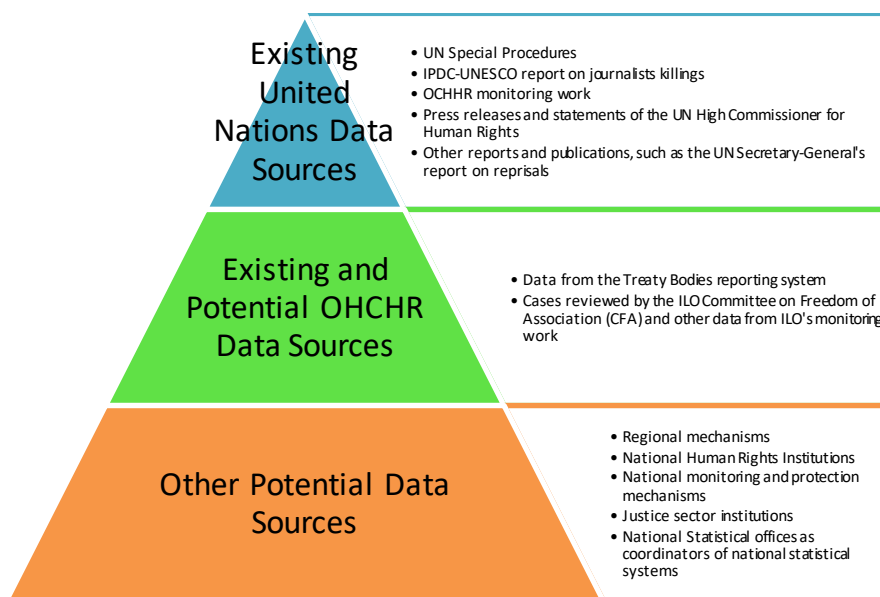 Existing
United
Nations Data
Sources
• UN Special Procedures
• IPDC-UNESCO report on journalists killings
• OCHHR monitoring work
• Press releases and statements of the UN High Commissioner for
Human Rights
• Other reports and publications, such as the UN Secretary-General's
report on reprisals
Existing and
Potential OHCHR
Data Sources
• Data from the Treaty Bodies reporting system
• Cases reviewed by the ILO Committee on Freedom of
Association (CFA) and other data from ILO's monitoring
work
Other Potential Data
Sources
• Regional mechanisms
• National Human Rights Institutions
• National monitoring and protection
mechanisms
• Justice sector institutions
• National Statistical offices as
coordinators of national statistical
systems